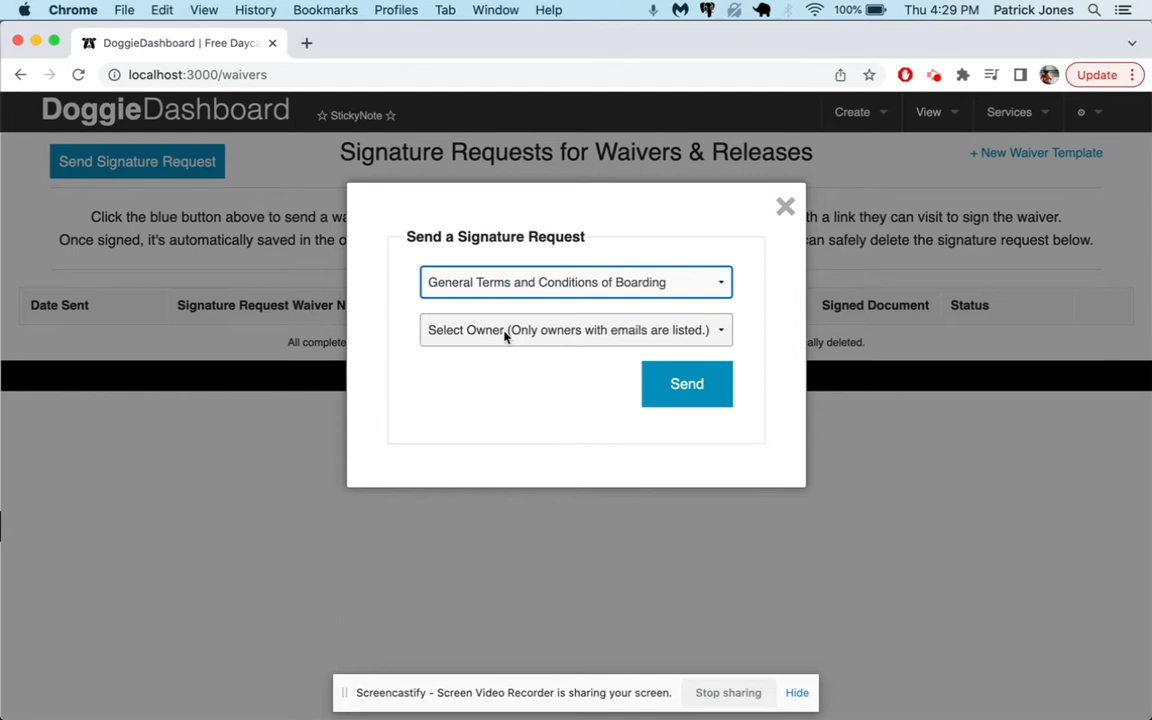 Chrome File Edit View History Bookmarks Profiles Tab Window Help 100% Thu 4:29 PM Patrick Jones
DoggieDashboard | Free Dayca
localhost:3000/waivers Update
DoggieDashboard ☆ StickyNote ☆ Create View Services
Send Signature Request Signature Requests for Waivers & Releases + New Waiver Template
Click the blue button above to send a wa h a link they can visit to sign the waiver.
Once signed, it's automatically saved in the o can safely delete the signature request below.
Send a Signature Request
General Terms and Conditions of Boarding
Date Sent Signature Request Waiver N Signed Document Status
Select Owner (Only owners with emails are listed.)
All complete ally deleted.
Send
Screencastify - Screen Video Recorder is sharing your screen. Stop sharing Hide